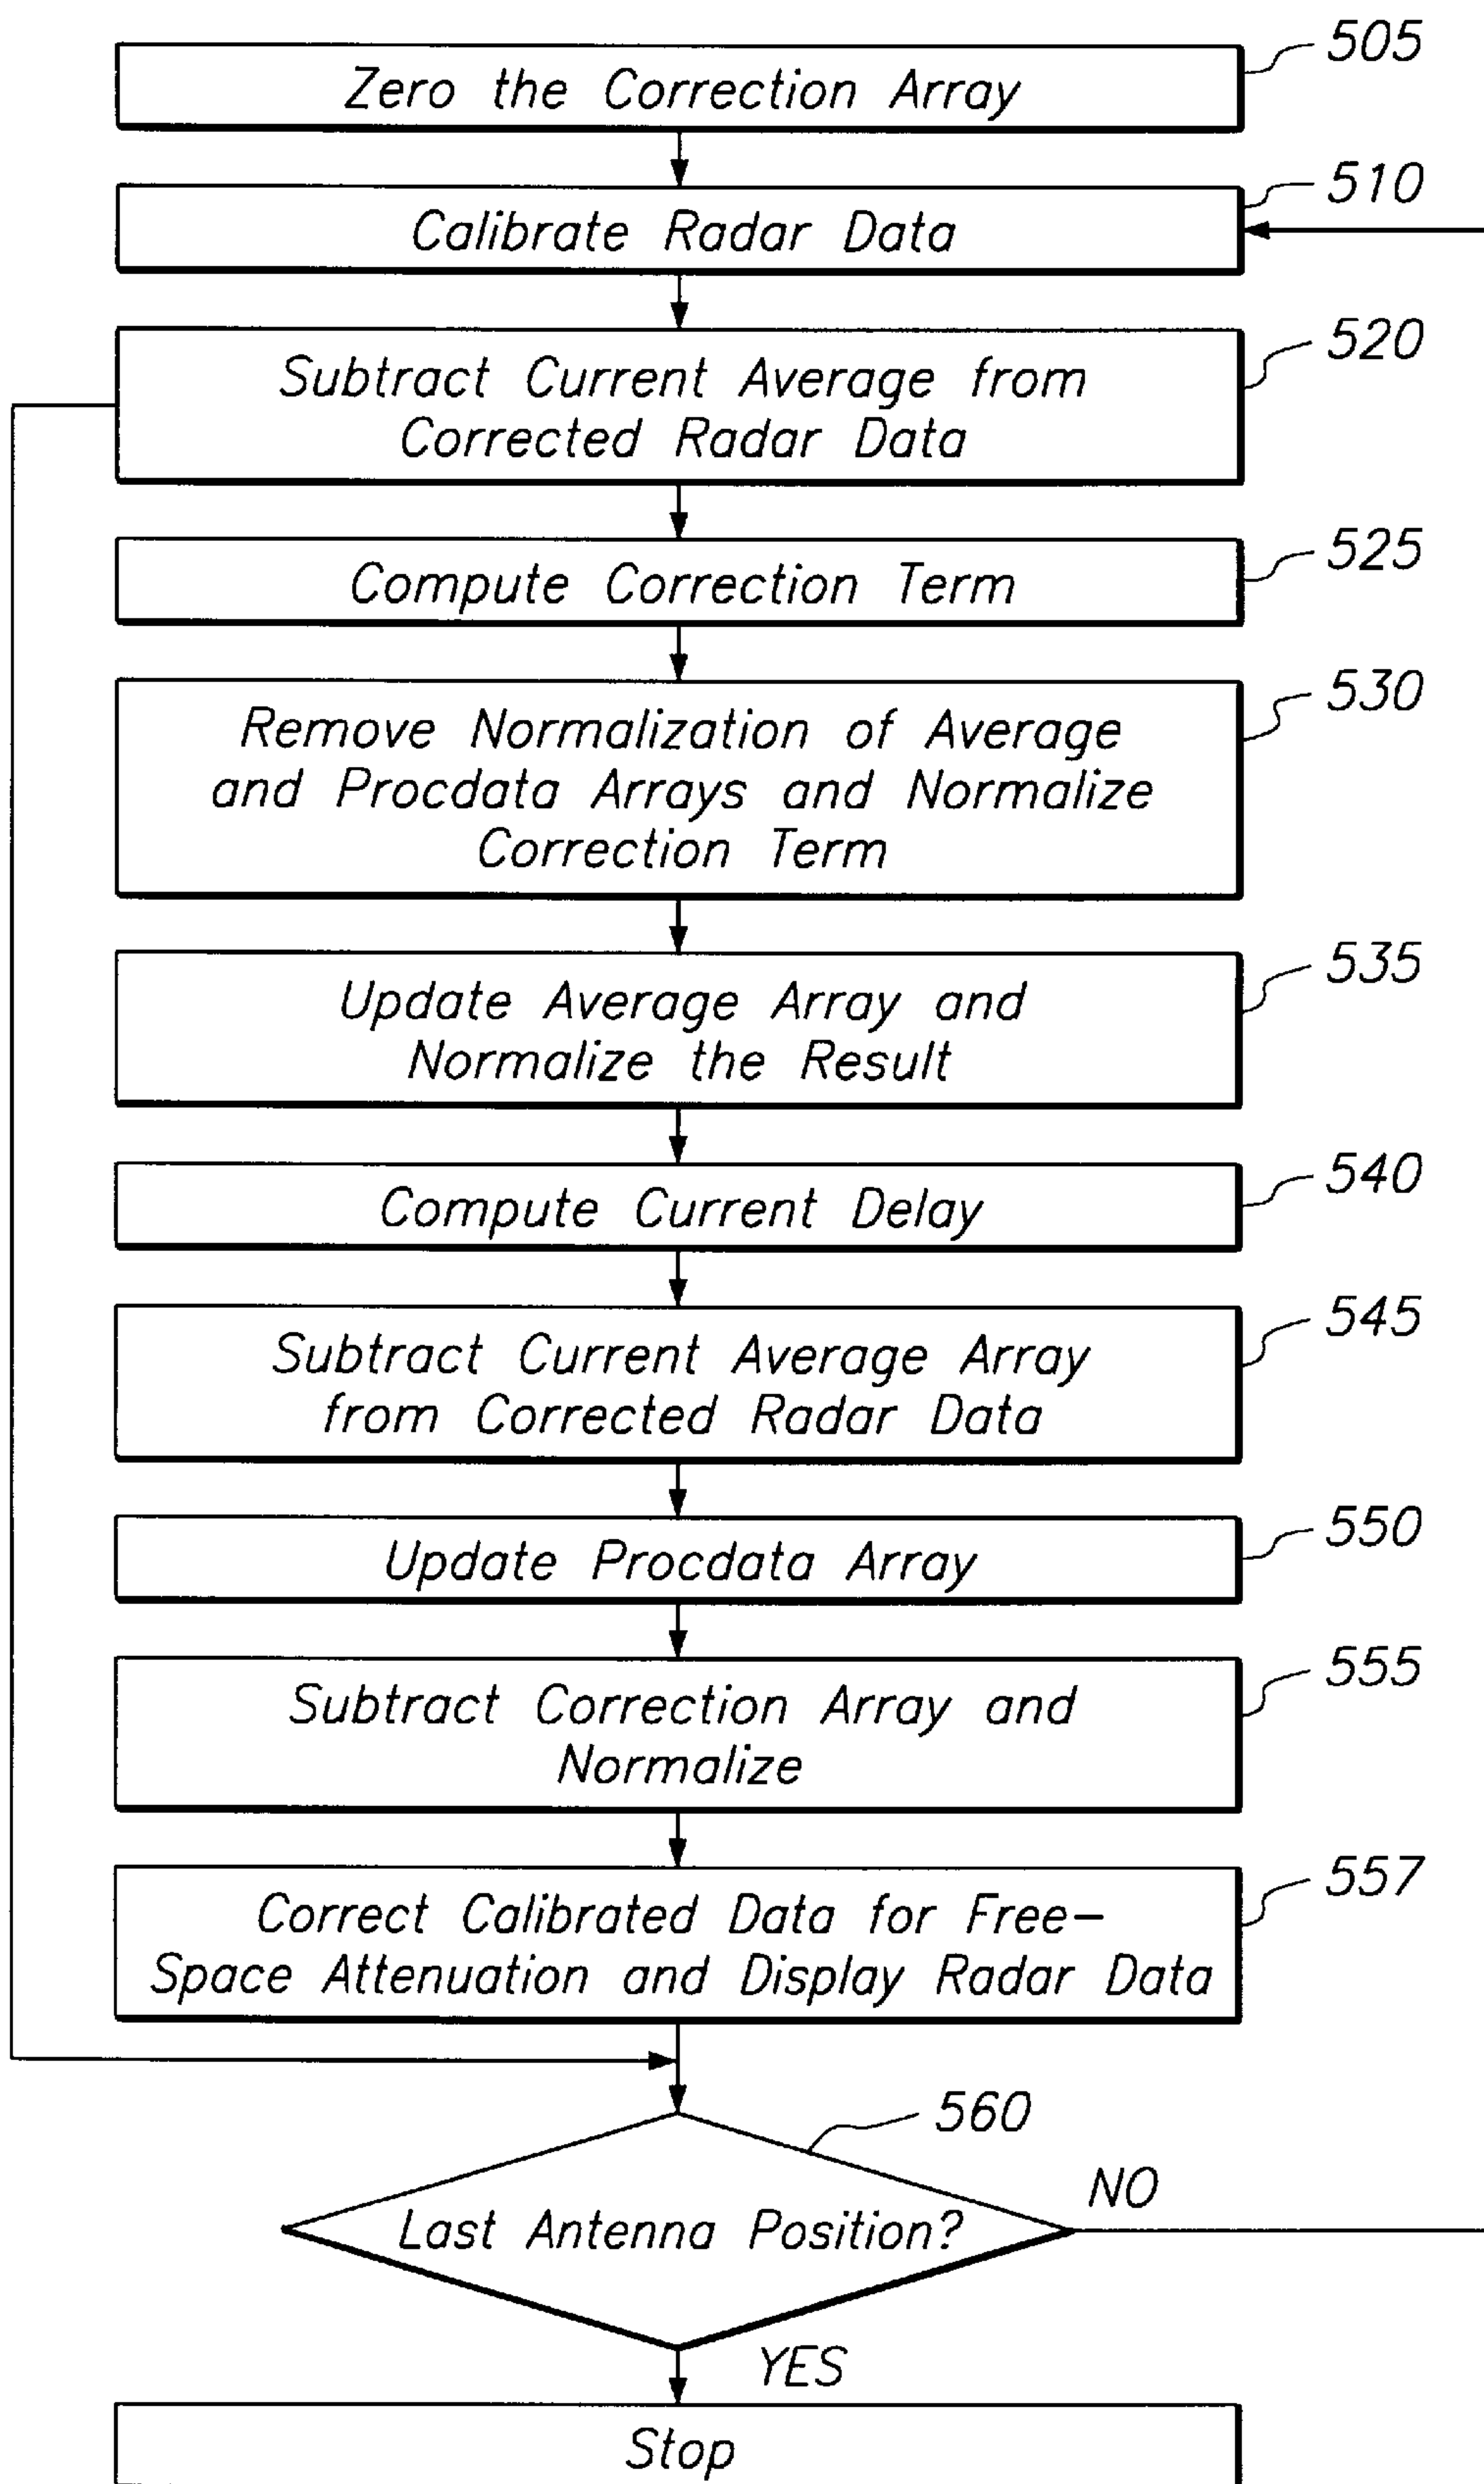 505
Zero the Correction Array
510
Calibrate Radar Data
520
Subtract Current Average from
Corrected Radar Data
525
Compute Correction Term
530
Remove Normalization of Average
and Procdata Arrays and Normalize
Correction Term
535
Update Average Array and
Normalize the Result
540
Compute Current Delay
545
Subtract Current Average Array
from Corrected Radar Data
550
Update Procdata Array
555
Subtract Correction Array and
Normalize
557
Correct Calibrated Data for Free-
Space Attenuation and Display Radar Data
560
NO
Last Antenna Position?
YES
Stop